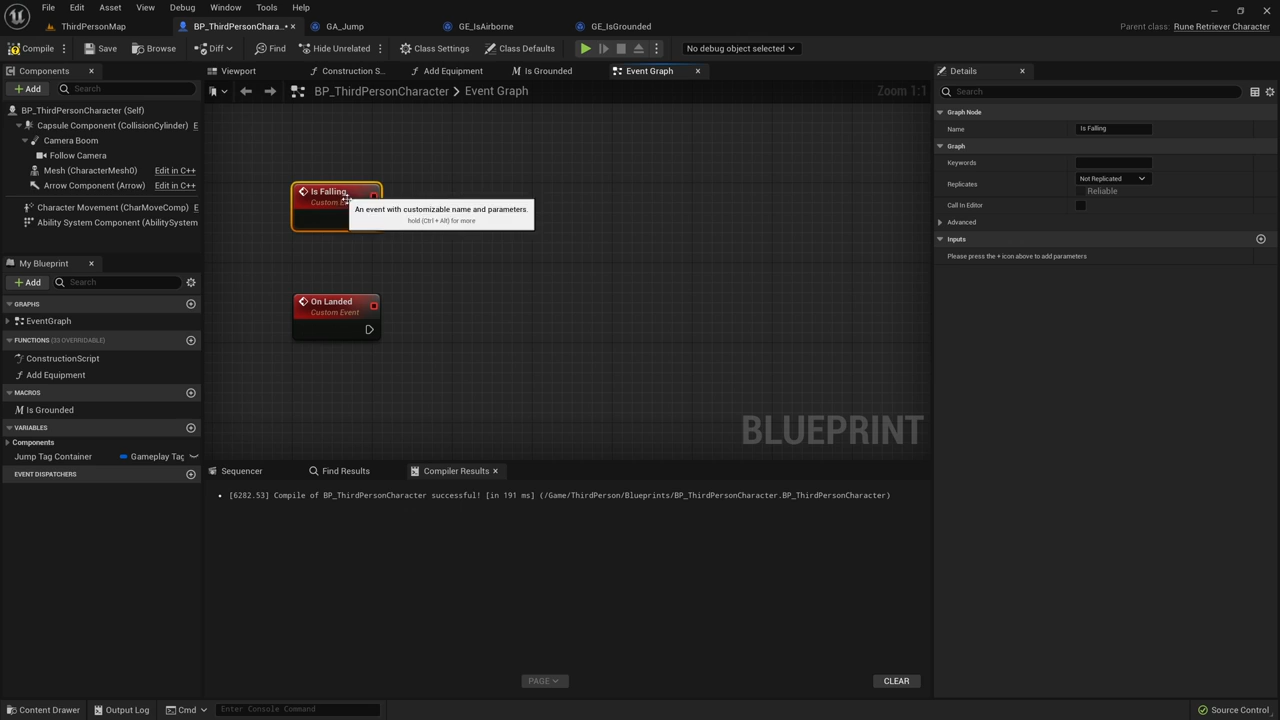 File Edit Asset View Debug Window Tools Help
ThirdPersonMap BP_ThirdPersonChara...• GA_Jump GE_IsAirborne GE_IsGrounded Parent class: Rune Retriever Character
Compile Save Browse Diff Find Hide Unrelated Class Settings Class Defaults No debug object selected
Components Viewport Construction S... Add Equipment Is Grounded Event Graph Details
Add Search BP_ThirdPersonCharacter > Event Graph Zoom 1:1 Search
BP_ThirdPersonCharacter (Self)
Capsule Component (CollisionCylinder) E
Camera Boom
Follow Camera
Mesh (CharacterMesh0) Edit in C++
Arrow Component (Arrow) Edit in C++
Character Movement (CharMoveComp) E
Ability System Component (AbilitySystem
My Blueprint
Add Search
GRAPHS
EventGraph
FUNCTIONS (33 OVERRIDABLE)
ConstructionScript
Add Equipment
MACROS
Is Grounded
VARIABLES
Components
Jump Tag Container Gameplay Tag
EVENT DISPATCHERS
Is Falling
Custom E
An event with customizable name and parameters.
hold (Ctrl + Alt) for more
On Landed
Custom Event
BLUEPRINT
Graph Node
Name Is Falling
Graph
Keywords
Replicates Not Replicated
Reliable
Call In Editor
Advanced
Inputs
Please press the + icon above to add parameters
Sequencer Find Results Compiler Results
[6282.53] Compile of BP_ThirdPersonCharacter successful! [in 191 ms] (/Game/ThirdPerson/Blueprints/BP_ThirdPersonCharacter.BP_ThirdPersonCharacter)
PAGE CLEAR
Content Drawer Output Log Cmd Enter Console Command Source Control